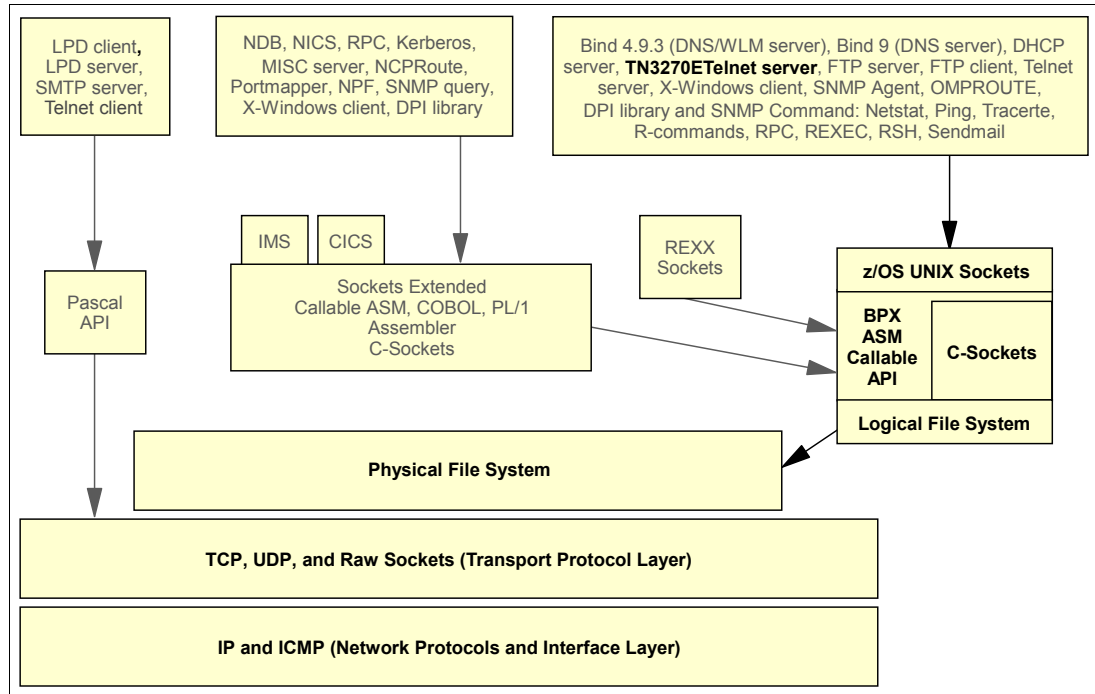 LPD client,
LPD server,
SMTP server,
Telnet client
NDB, NICS, RPC, Kerberos,
MISC server, NCPRoute,
Portmapper, NPF, SNMP query,
X-Windows client, DPI library
Bind 4.9.3 (DNS/WLM server), Bind 9 (DNS server), DHCP
server, TN3270ETelnet server, FTP server, FTP client, Telnet
server, X-Windows client, SNMP Agent, OMPROUTE,
DPI library and SNMP Command: Netstat, Ping, Tracerte,
R-commands, RPC, REXEC, RSH, Sendmail
IMS
CICS
REXX
Sockets
Pascal
API
Sockets Extended
Callable ASM, COBOL, PL/1
Assembler
C-Sockets
z/OS UNIX Sockets
BPX
ASM
Callable
API
C-Sockets
Logical File System
Physical File System
TCP, UDP, and Raw Sockets (Transport Protocol Layer)
IP and ICMP (Network Protocols and Interface Layer)